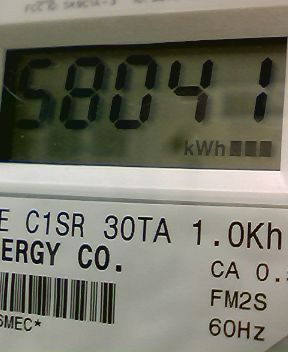 58041
kWh
E C1SR 30TA 1.0Kh
ERGY CO.
CA 0.
FM2S
60Hz
SMEC*